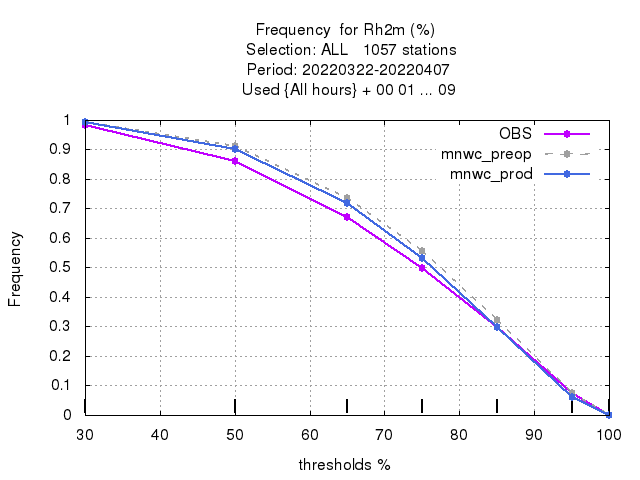 Frequency  for Rh2m (%)
Selection: ALL   1057 stations
Period: 20220322-20220407
Used {All hours} + 00 01 ... 09
OBS
mnwc_preop
mnwc_prod
1
0.9
0.8
0.7
0.6
0.5
0.4
0.3
0.2
0.1
0
Frequency
30 40 50 60 70 80 90 100
thresholds %